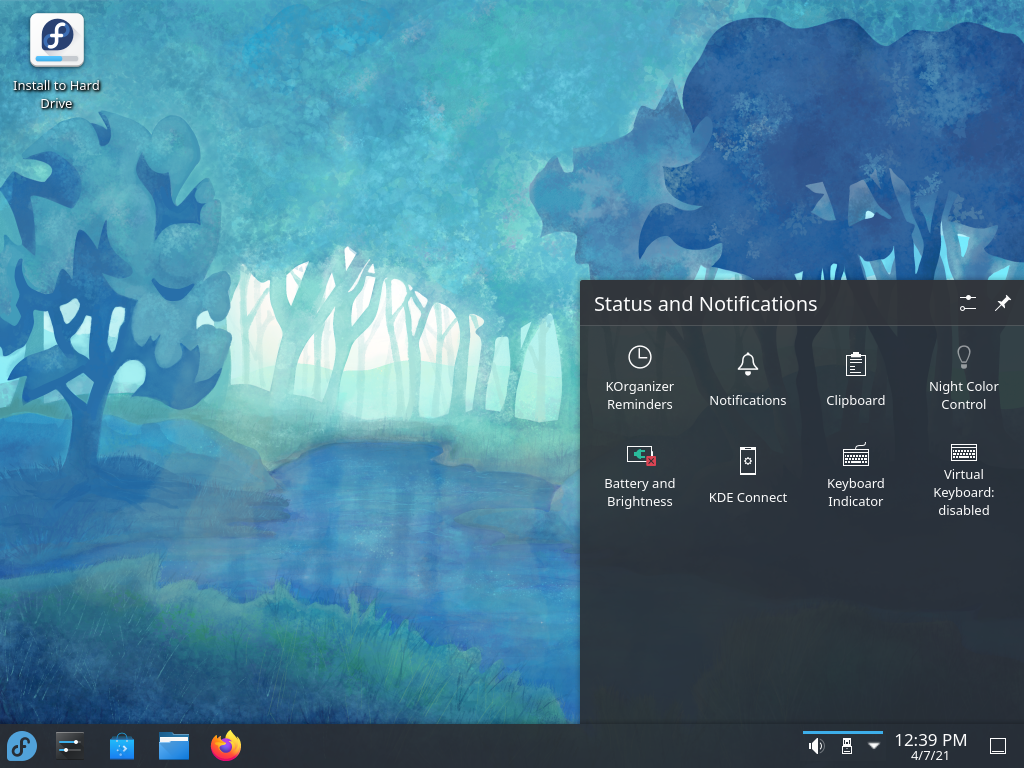 Install to Hard
Drive
Status and Notifications
KOrganizer
Reminders
Notifications
Clipboard
Night Color
Control
Battery and
Brightness
KDE Connect
Keyboard
Indicator
Virtual
Keyboard:
disabled
12:39 PM
4/7/21